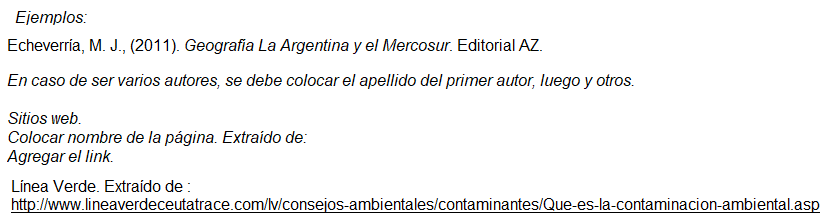 Ejemplos:
Echeverría, M. J., (2011). Geografía La Argentina y el Mercosur. Editorial AZ.
En caso de ser varios autores, se debe colocar el apellido del primer autor, luego y otros.
Sitios web.
Colocar nombre de la página. Extraído de:
Agregar el link.
Línea Verde. Extraído de :
http://www.lineaverdeceutatrace.com/lv/consejos-ambientales/contaminantes/Que-es-la-contaminacion-ambiental.asp